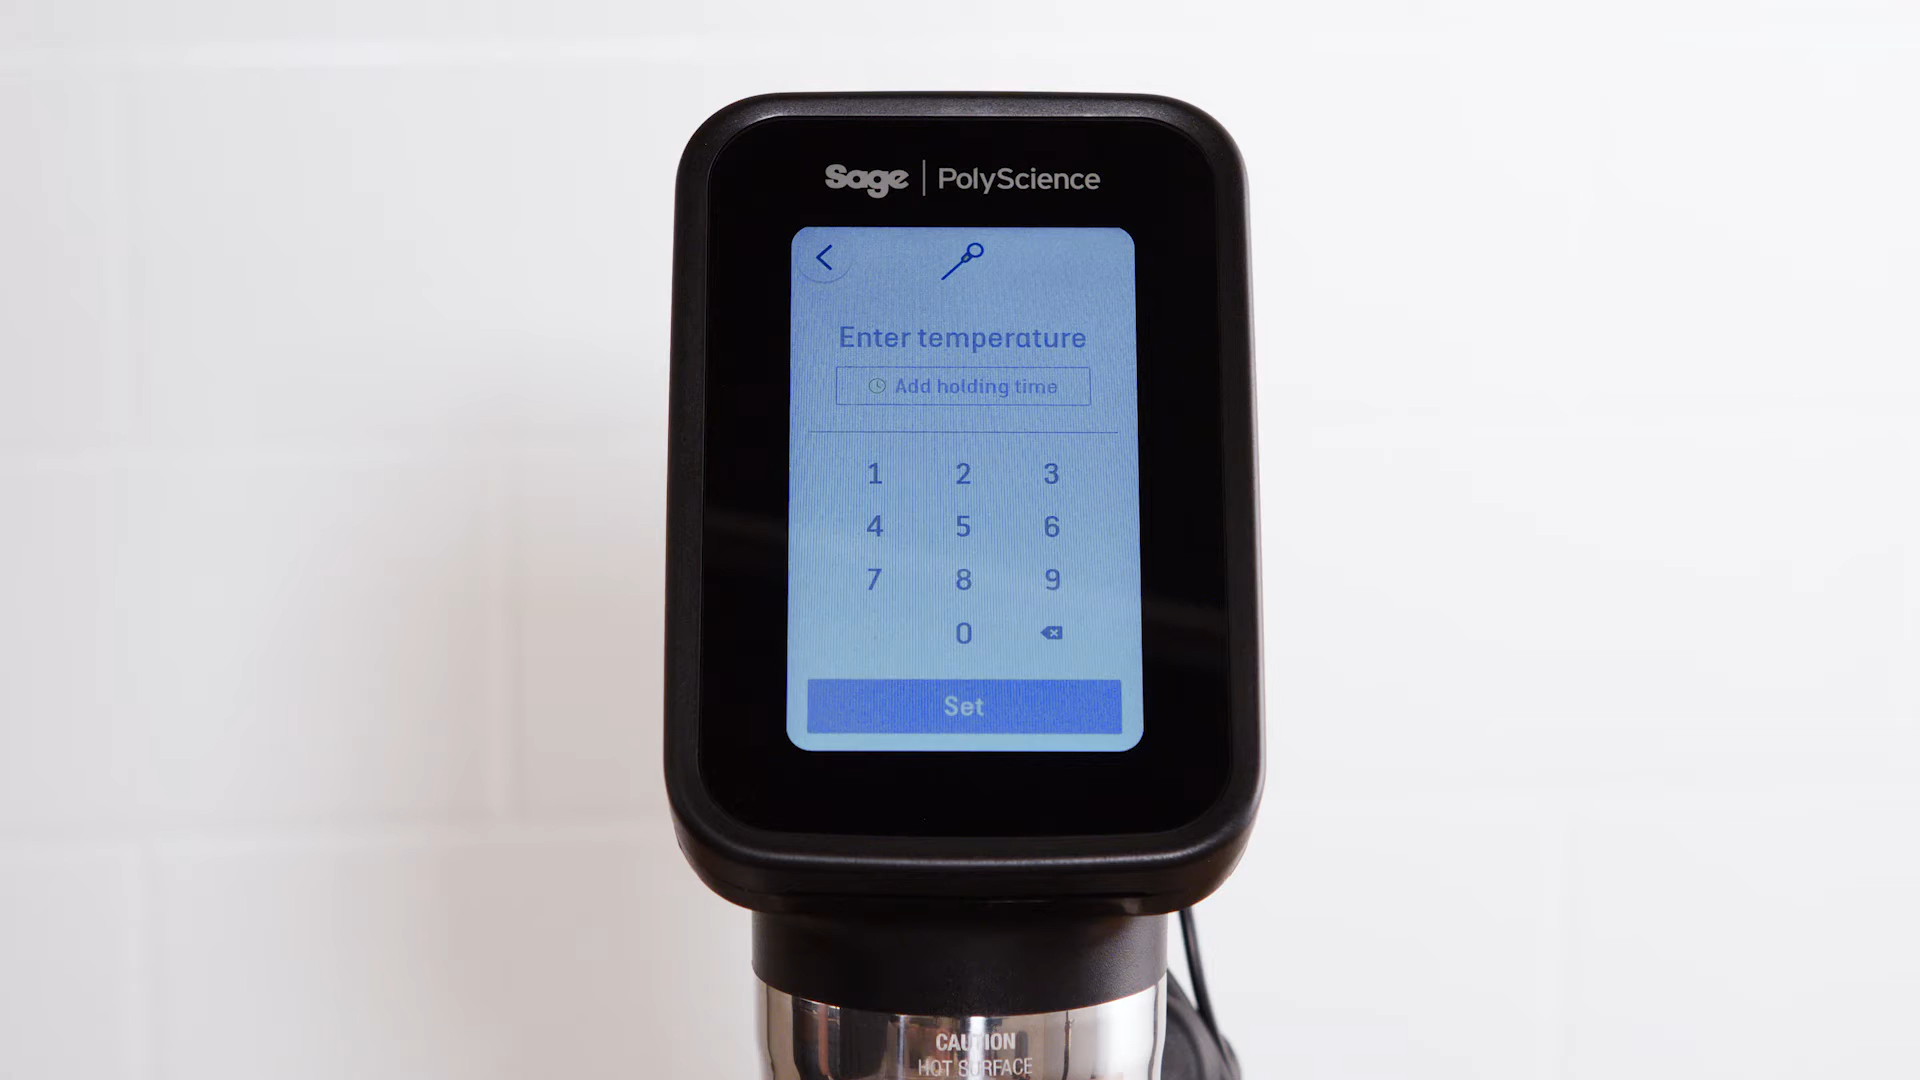 Sage | PolyScience
Enter temperature
Add holding time
1 2 3
4 5 6
7 8 9
0
Set
CAUTION
HOT SURFACE